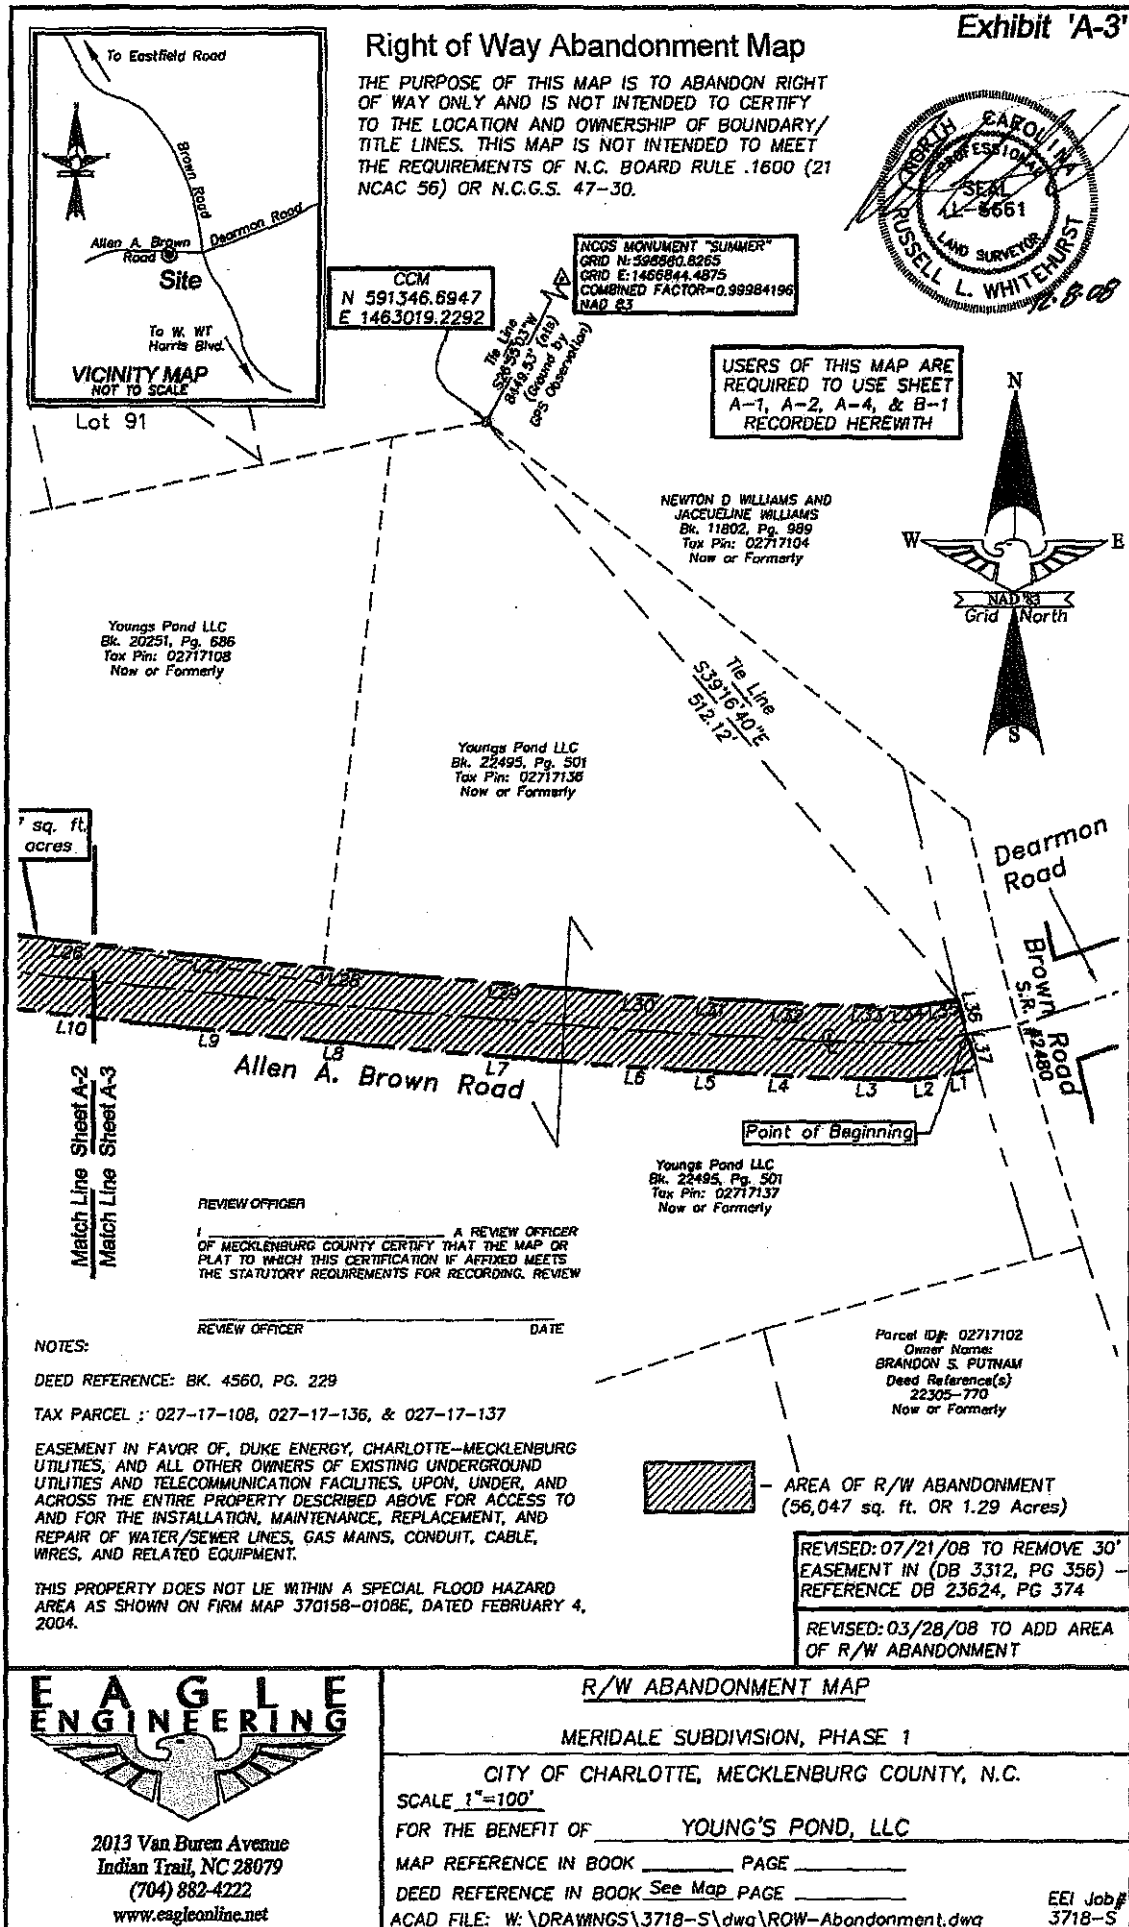 Exhibit 'A-3'
Right of Way Abandonment Map
THE PURPOSE OF THIS MAP IS TO ABANDON RIGHT
OF WAY ONLY AND IS NOT INTENDED TO CERTIFY
TO THE LOCATION AND OWNERSHIP OF BOUNDARY/
TITLE LINES. THIS MAP IS NOT INTENDED TO MEET
THE REQUIREMENTS OF N.C. BOARD RULE .1600 (21
NCAC 56) OR N.C.G.S. 47-30.
To Eastfield Road
Brown Road
Dearmon Road
Allen A. Brown
Road
Site
To W. WT
Harris Blvd.
VICINITY MAP
NOT TO SCALE
Lot 91
NORTH CAROLINA
PROFESSIONAL
SEAL
LAND SURVEYOR
RUSSELL L. WHITEHURST
12-8-08
CCM
N 591346.6947
E 1463019.2292
NCGS MONUMENT "SUMMER"
GRID N: 598560.8265
GRID E: 1466844.4875
COMBINED FACTOR=0.99984196
NAD 83
Tie Line
(Ground by
GPS Observation)
USERS OF THIS MAP ARE
REQUIRED TO USE SHEET
A-1, A-2, A-4, & B-1
RECORDED HEREWITH
N
W
E
NAD '83
Grid North
S
NEWTON D WILLIAMS AND
JACEUELINE WILLIAMS
Bk. 11802, Pg. 989
Tax Pin: 02717104
Now or Formerly
Youngs Pond LLC
Bk. 20251, Pg. 686
Tax Pin: 02717108
Now or Formerly
Tie Line
S39°16'40"E
512.12'
Youngs Pond LLC
Bk. 22495, Pg. 501
Tax Pin: 02717136
Now or Formerly
7 sq. ft.
acres
Dearmon
Road
Brown Road
S.R. #2480
L26
L27
L28
L29
L30
L31
L32
L33
L34
L35
L36
L37
L10
L9
L8
L7
L6
L5
L4
L3
L2
L1
Allen A. Brown Road
Point of Beginning
Match Line Sheet A-2
Match Line Sheet A-3
Youngs Pond LLC
Bk. 22495, Pg. 501
Tax Pin: 02717137
Now or Formerly
REVIEW OFFICER
I A REVIEW OFFICER
OF MECKLENBURG COUNTY CERTIFY THAT THE MAP OR
PLAT TO WHICH THIS CERTIFICATION IF AFFIXED MEETS
THE STATUTORY REQUIREMENTS FOR RECORDING. REVIEW
REVIEW OFFICER DATE
Parcel ID#: 02717102
Owner Name:
BRANDON S. PUTNAM
Deed Reference(s)
22305-770
Now or Formerly
NOTES:
DEED REFERENCE: BK. 4560, PG. 229
TAX PARCEL : 027-17-108, 027-17-136, & 027-17-137
EASEMENT IN FAVOR OF, DUKE ENERGY, CHARLOTTE-MECKLENBURG
UTILITIES, AND ALL OTHER OWNERS OF EXISTING UNDERGROUND
UTILITIES AND TELECOMMUNICATION FACILITIES, UPON, UNDER, AND
ACROSS THE ENTIRE PROPERTY DESCRIBED ABOVE FOR ACCESS TO
AND FOR THE INSTALLATION, MAINTENANCE, REPLACEMENT, AND
REPAIR OF WATER/SEWER LINES, GAS MAINS, CONDUIT, CABLE,
WIRES, AND RELATED EQUIPMENT.
THIS PROPERTY DOES NOT LIE WITHIN A SPECIAL FLOOD HAZARD
AREA AS SHOWN ON FIRM MAP 370158-0108E, DATED FEBRUARY 4,
2004.
- AREA OF R/W ABANDONMENT
(56,047 sq. ft. OR 1.29 Acres)
REVISED: 07/21/08 TO REMOVE 30'
EASEMENT IN (DB 3312, PG 356) -
REFERENCE DB 23624, PG 374
REVISED: 03/28/08 TO ADD AREA
OF R/W ABANDONMENT
EAGLE
ENGINEERING
2013 Van Buren Avenue
Indian Trail, NC 28079
(704) 882-4222
www.eagleonline.net
R/W ABANDONMENT MAP
MERIDALE SUBDIVISION, PHASE 1
CITY OF CHARLOTTE, MECKLENBURG COUNTY, N.C.
SCALE 1"=100'
FOR THE BENEFIT OF YOUNG'S POND, LLC
MAP REFERENCE IN BOOK PAGE
DEED REFERENCE IN BOOK See Map PAGE
ACAD FILE: W:\DRAWINGS\3718-S\dwg\ROW-Abondonment.dwg
EEI Job#
3718-S